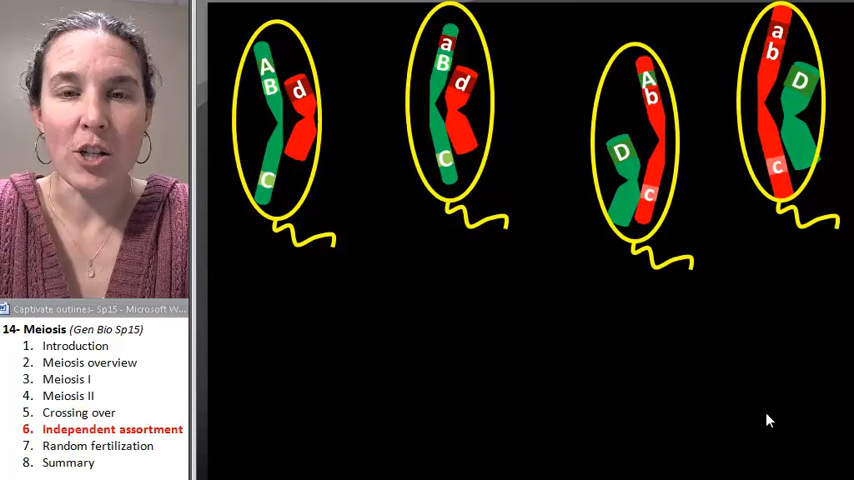 A
B
C
d
a
B
C
d
A
b
c
D
a
b
c
D
Captivate outlines- Sp15 - Microsoft W...
14- Meiosis (Gen Bio Sp15)
1. Introduction
2. Meiosis overview
3. Meiosis I
4. Meiosis II
5. Crossing over
6. Independent assortment
7. Random fertilization
8. Summary